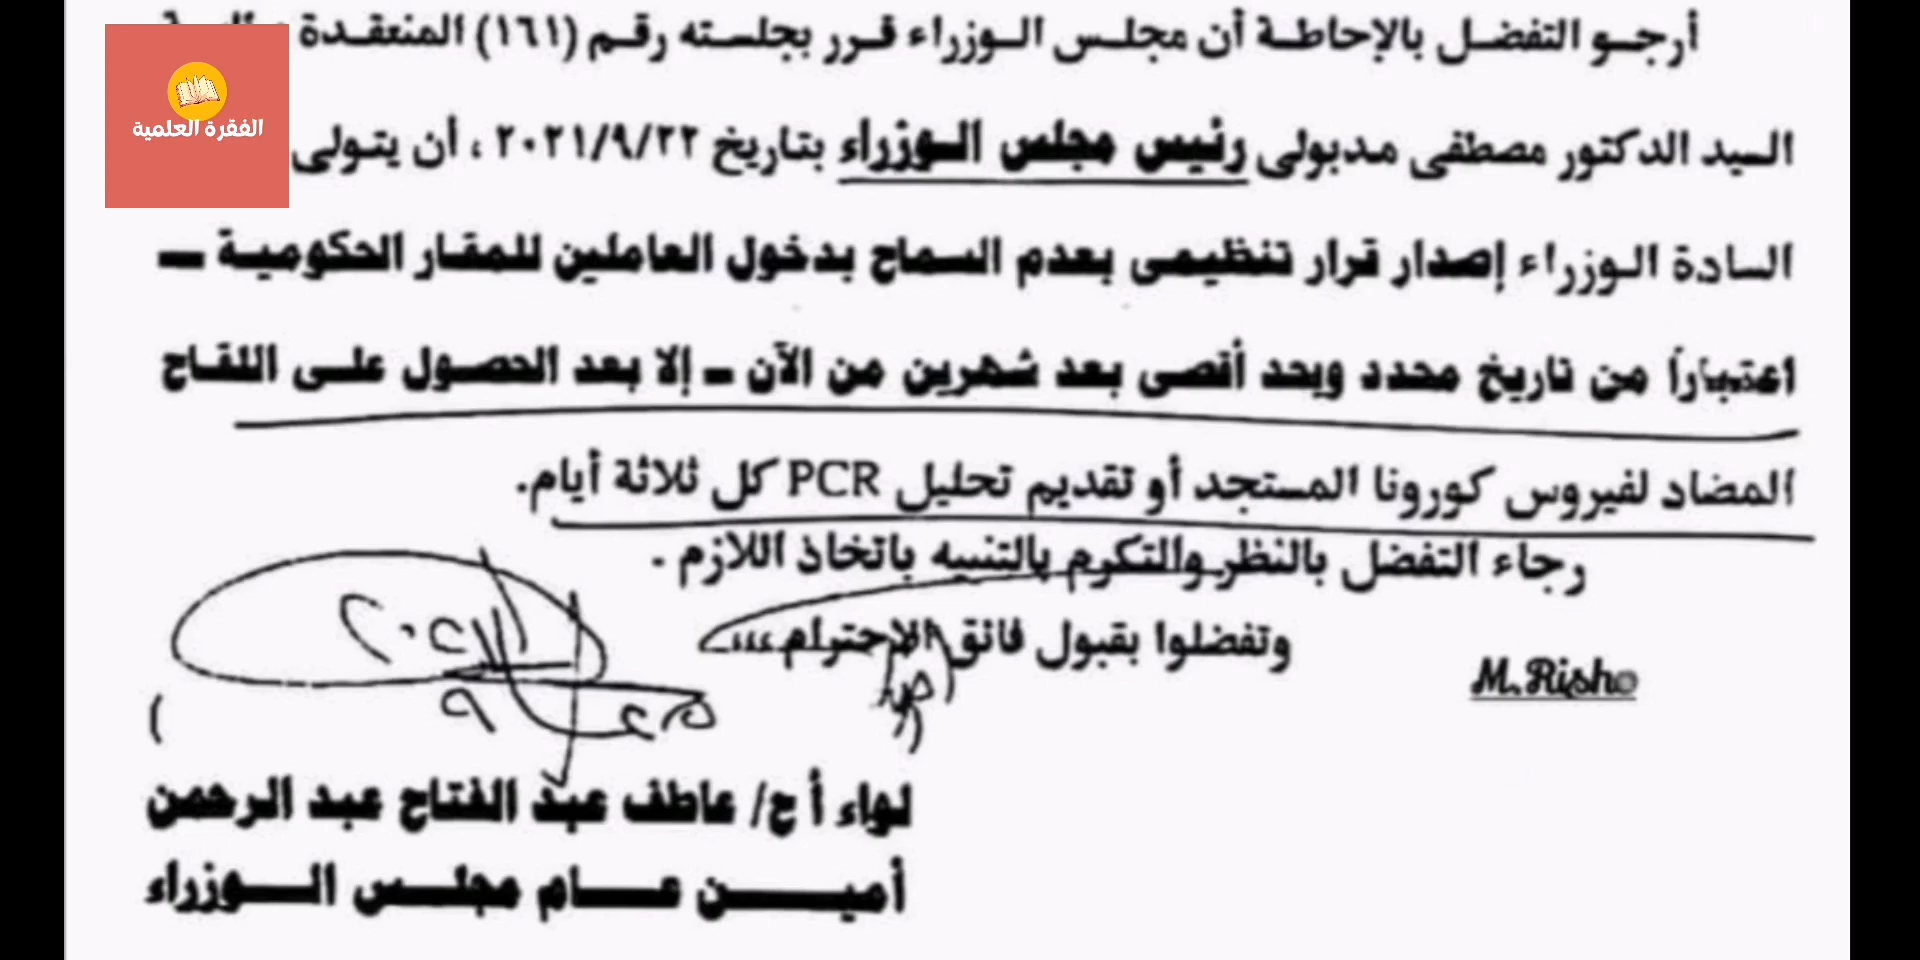 أرجو التفضل بالإحاطة أن مجلس الوزراء قرر بجلسته رقم (١٦١) المنعقدة
الفقرة العلمية
السيد الدكتور مصطفى مدبولى رئيس مجلس الوزراء بتاريخ ٢٠٢١/٩/٢٢ ، أن يتولى
السادة الوزراء إصدار قرار تنظيمى بعدم السماح بدخول العاملين للمقار الحكومية –
اعتباراً من تاريخ محدد وبحد أقصى بعد شهرين من الآن – إلا بعد الحصول على اللقاح
المضاد لفيروس كورونا المستجد أو تقديم تحليل PCR كل ثلاثة أيام.
رجاء التفضل بالنظر والتكرم بالتنبيه باتخاذ اللازم .
وتفضلوا بقبول فائق الاحترام ،،،
M.Risho
لواء أ ح/ عاطف عبد الفتاح عبد الرحمن
أمين عام مجلس الوزراء